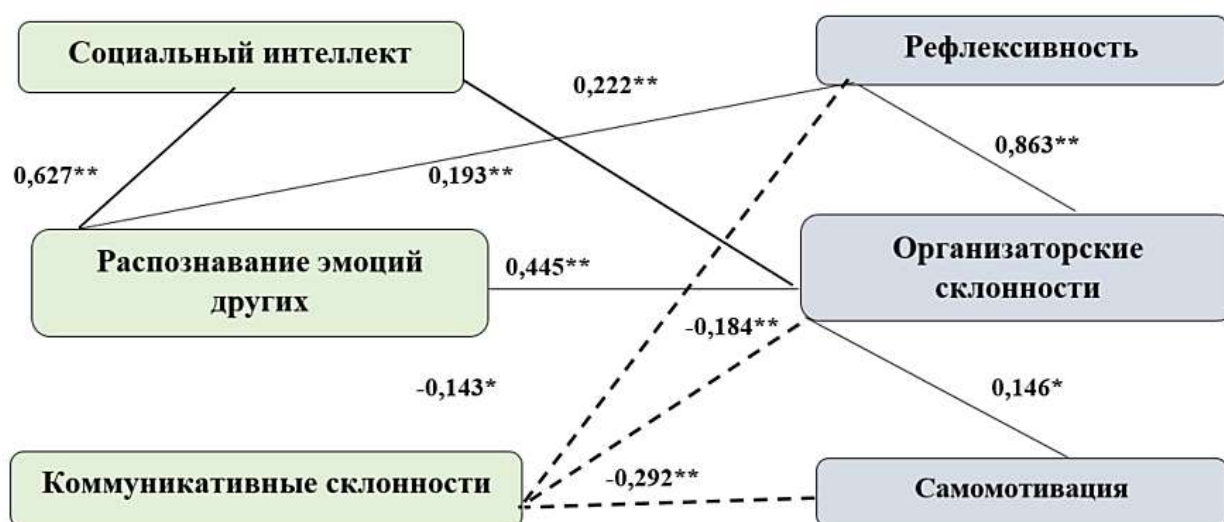 Социальный интеллект
Рефлексивность
0,222**
0,863**
0,627**
0,193**
Распознавание эмоций
других
0,445**
Организаторские
склонности
-0,184**
-0,143*
0,146*
Коммуникативные склонности
-0,292**
Самомотивация